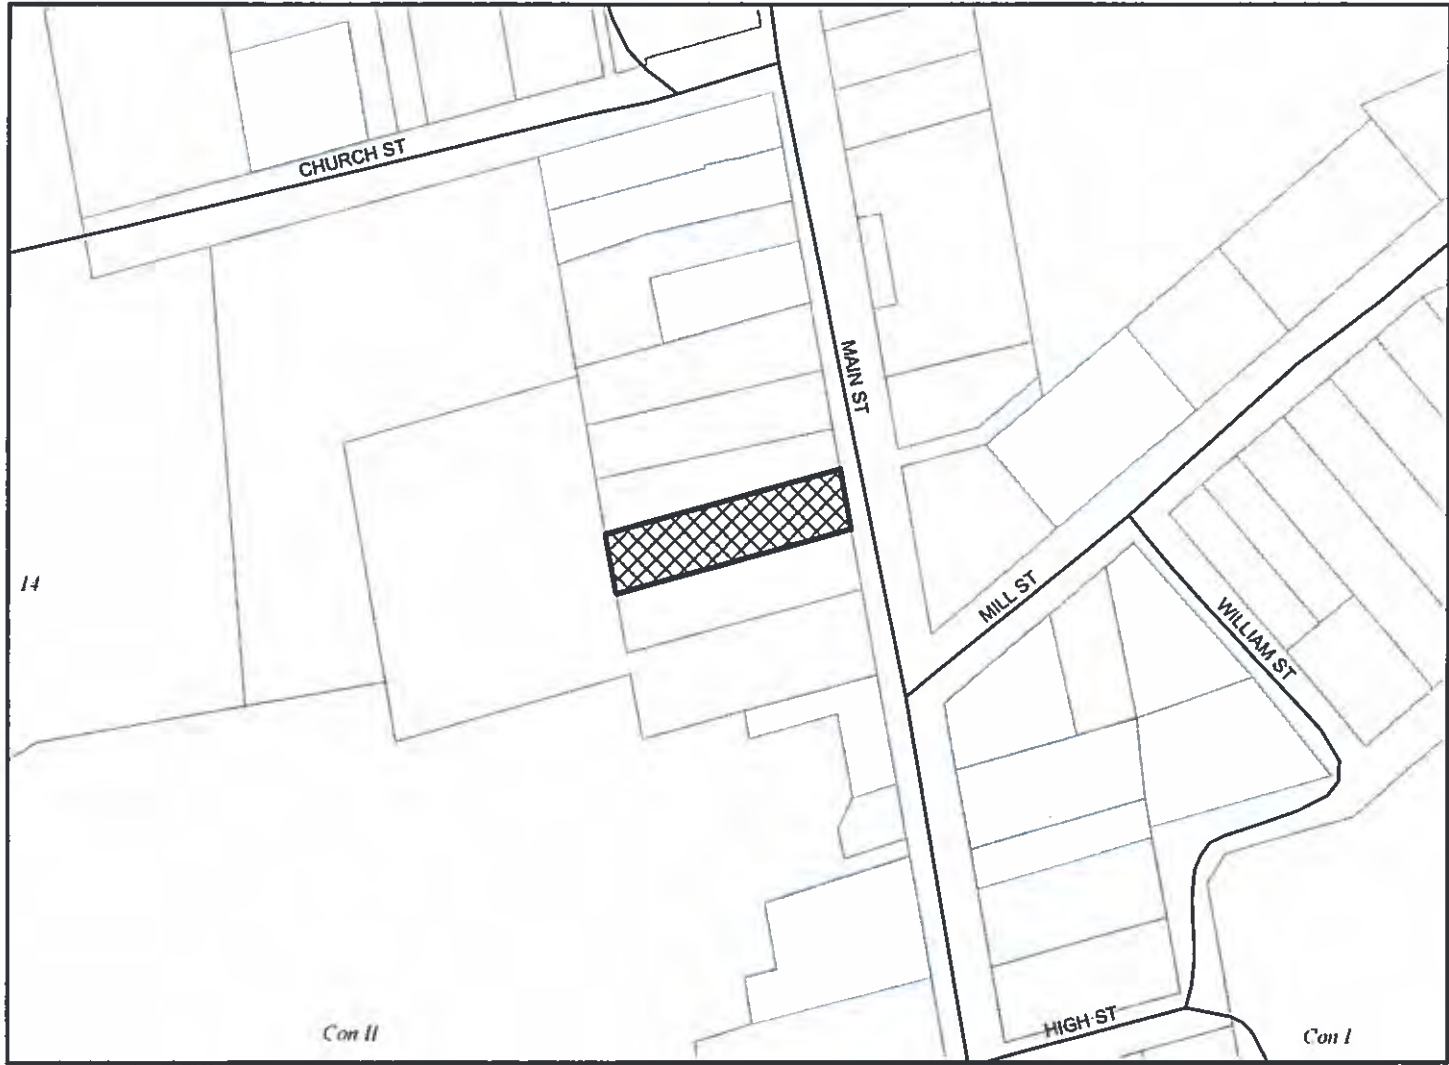 CHURCH ST
MAIN ST
14
MILL ST
WILLIAM ST
HIGH ST
Con II
Con I